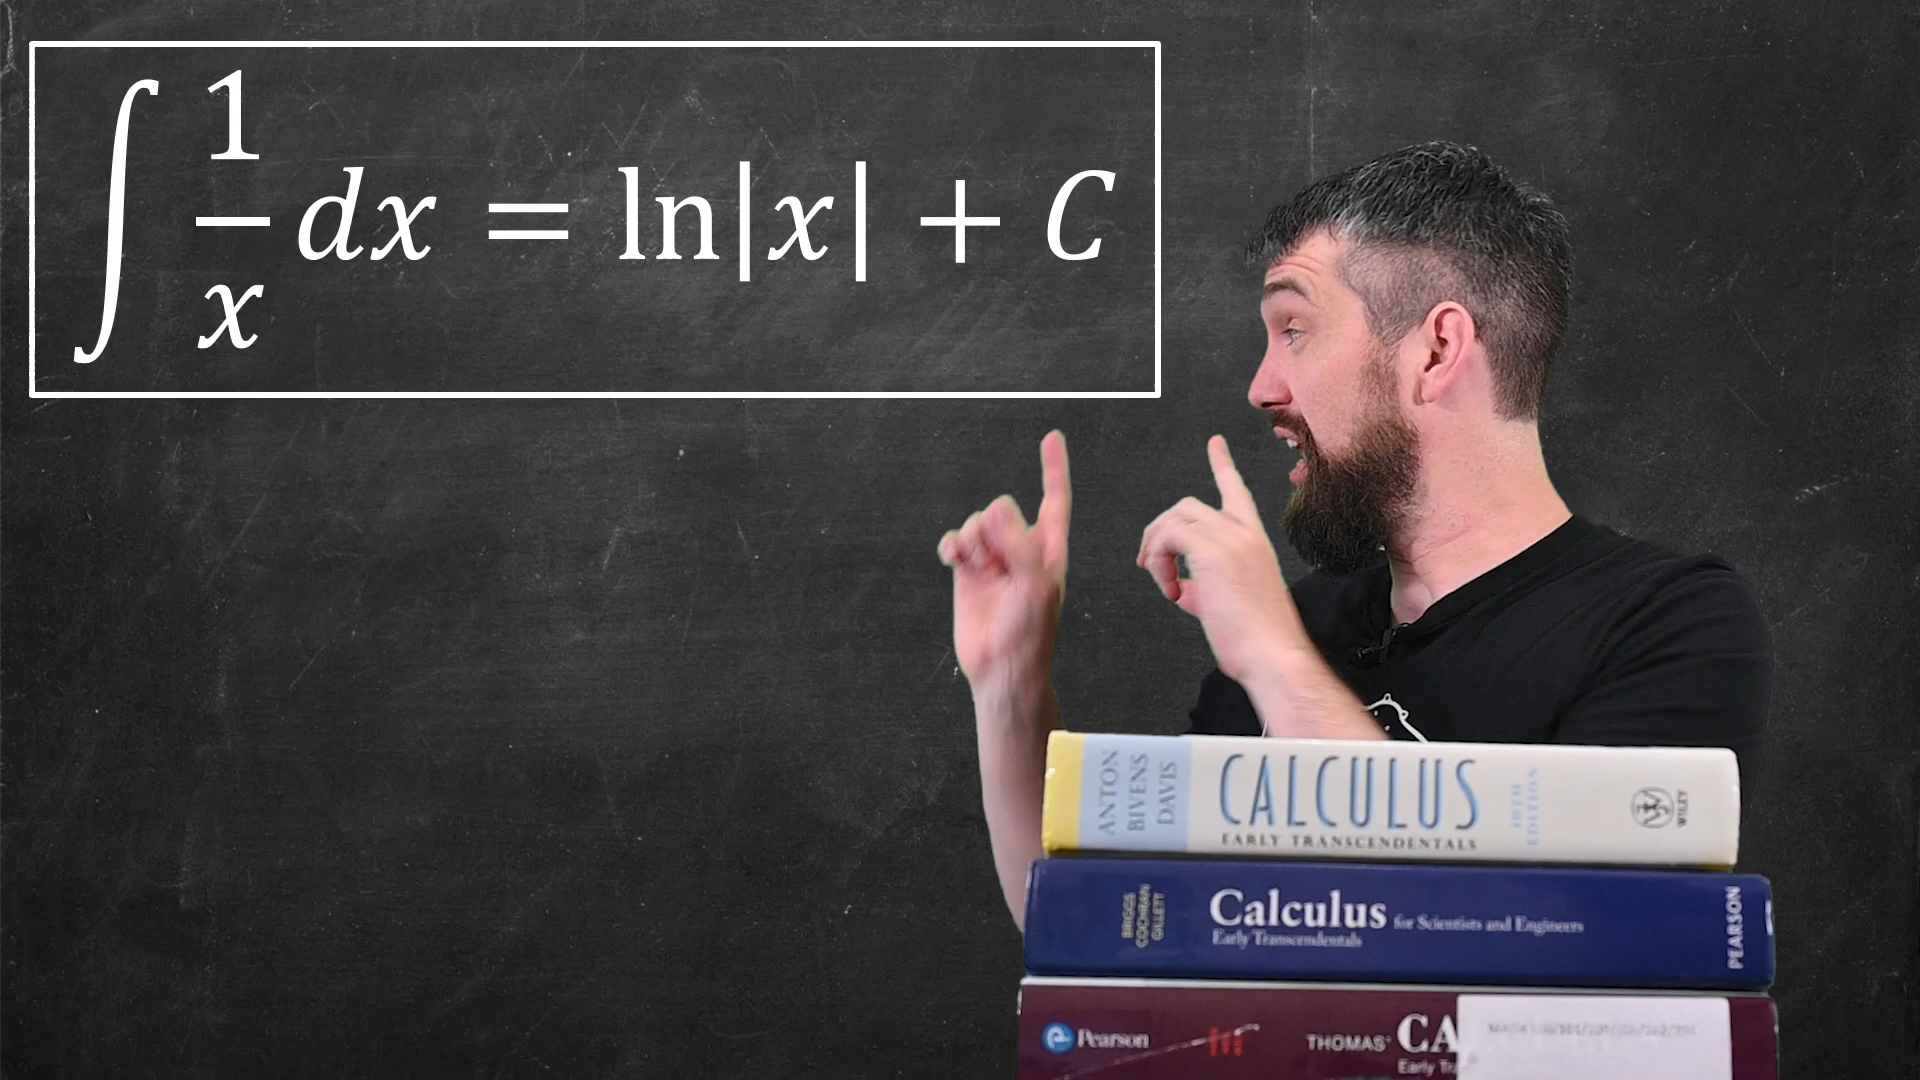 ∫ 1/x dx = ln|x| + C
ANTON
BIVENS
DAVIS
CALCULUS
EARLY TRANSCENDENTALS
10TH
EDITION
WILEY
BRIGGS
COCHRAN
GILLETT
Calculus for Scientists and Engineers
Early Transcendentals
PEARSON
Pearson
THOMAS'
CA
Early Tr